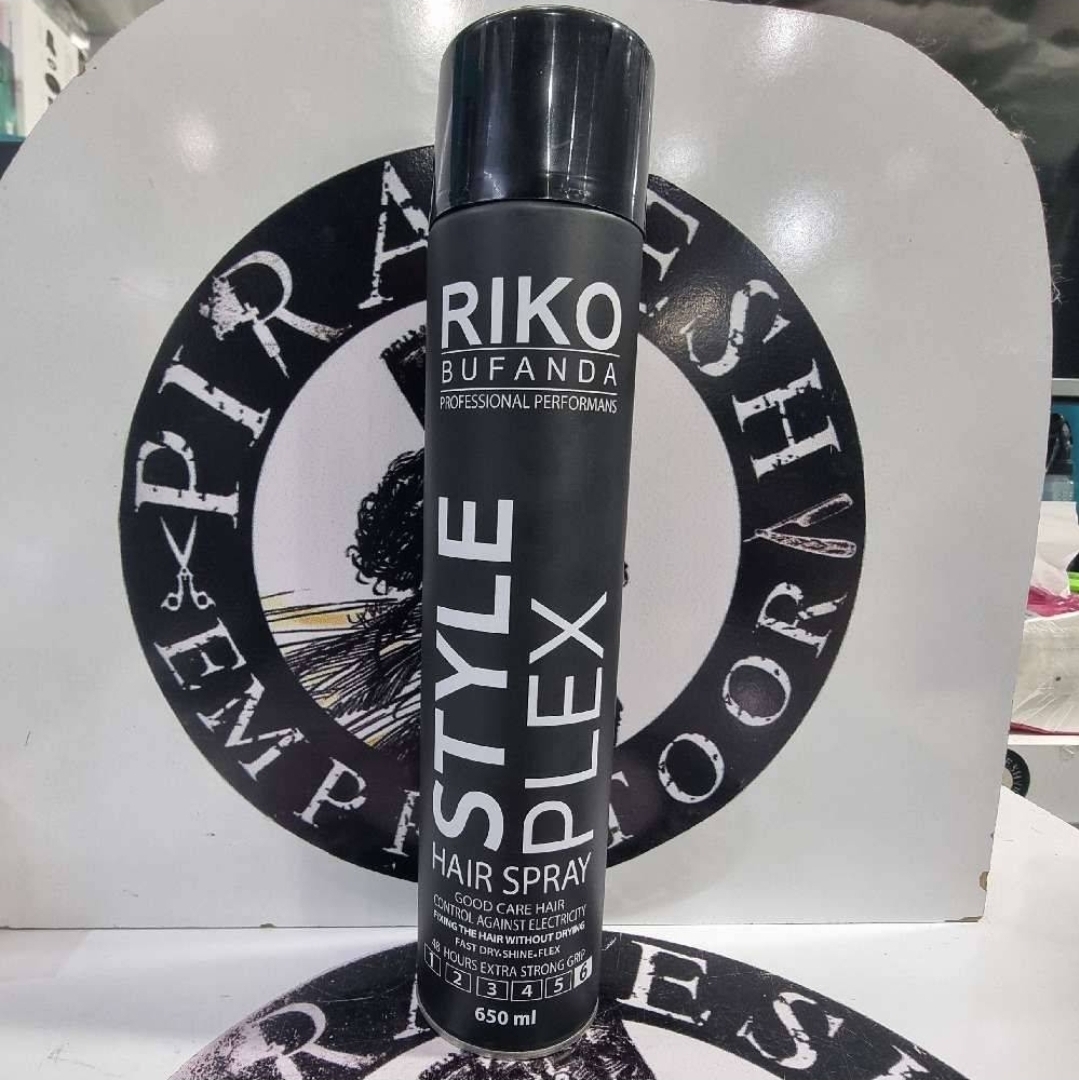 RIKO
BUFANDA
PROFESSIONAL PERFORMANS
STYLE
PLEX
HAIR SPRAY
GOOD CARE HAIR
CONTROL AGAINST ELECTRICITY
FIXING THE HAIR WITHOUT DRYING
FAST DRY•SHINE•FLEX
48 HOURS EXTRA STRONG GRIP
1 2 3 4 5 6
650 ml